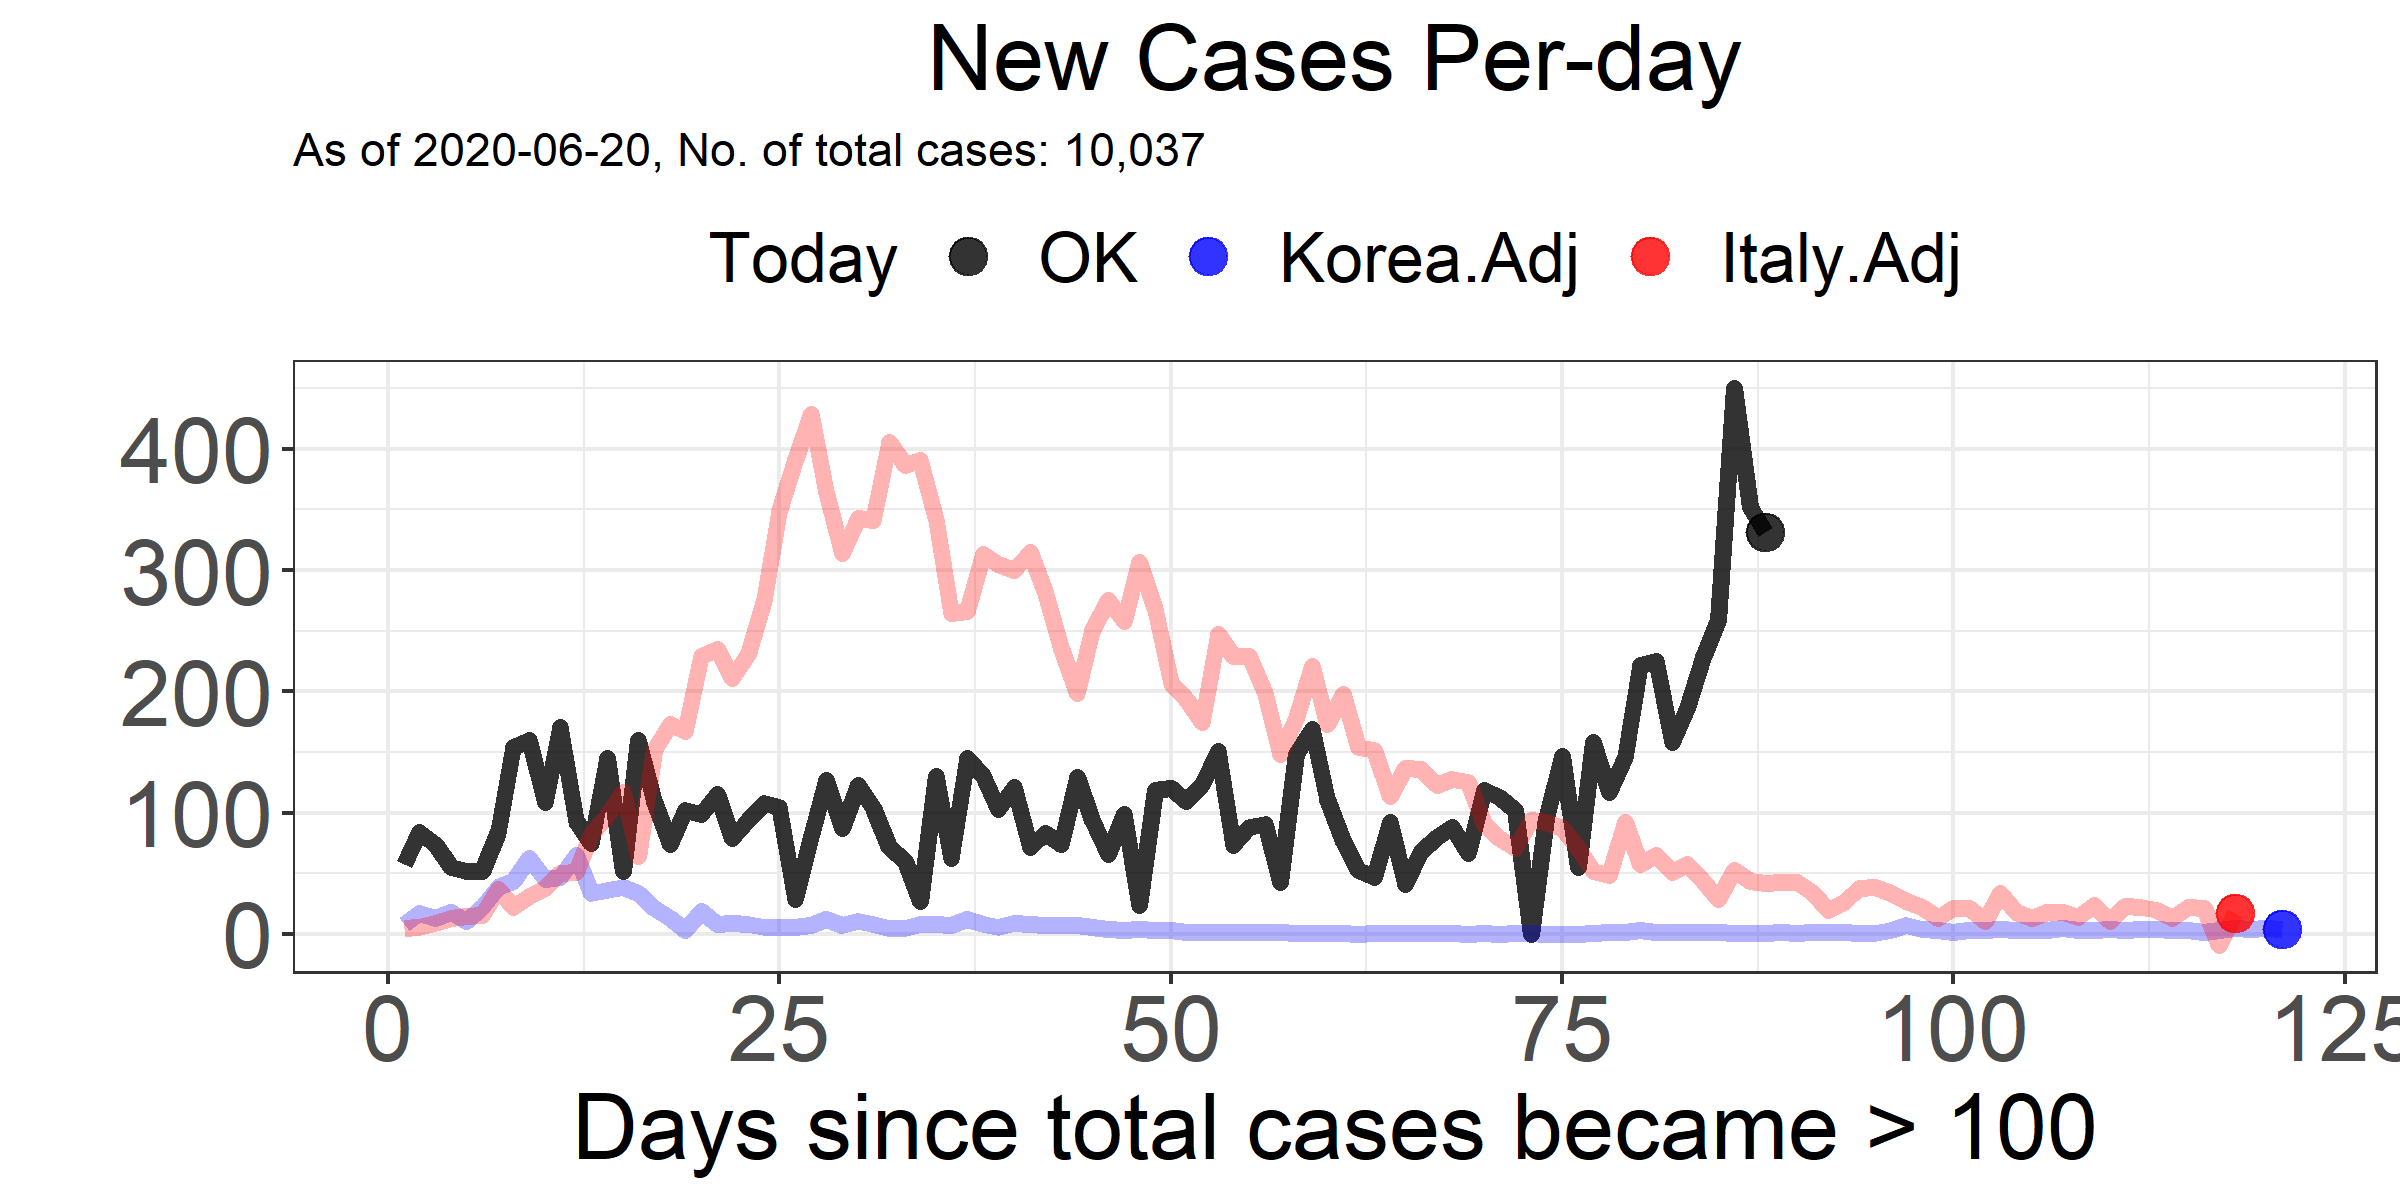 New Cases Per-day
As of 2020-06-20, No. of total cases: 10,037
Today OK Korea.Adj Italy.Adj
400
300
200
100
0
0 25 50 75 100 125
Days since total cases became > 100